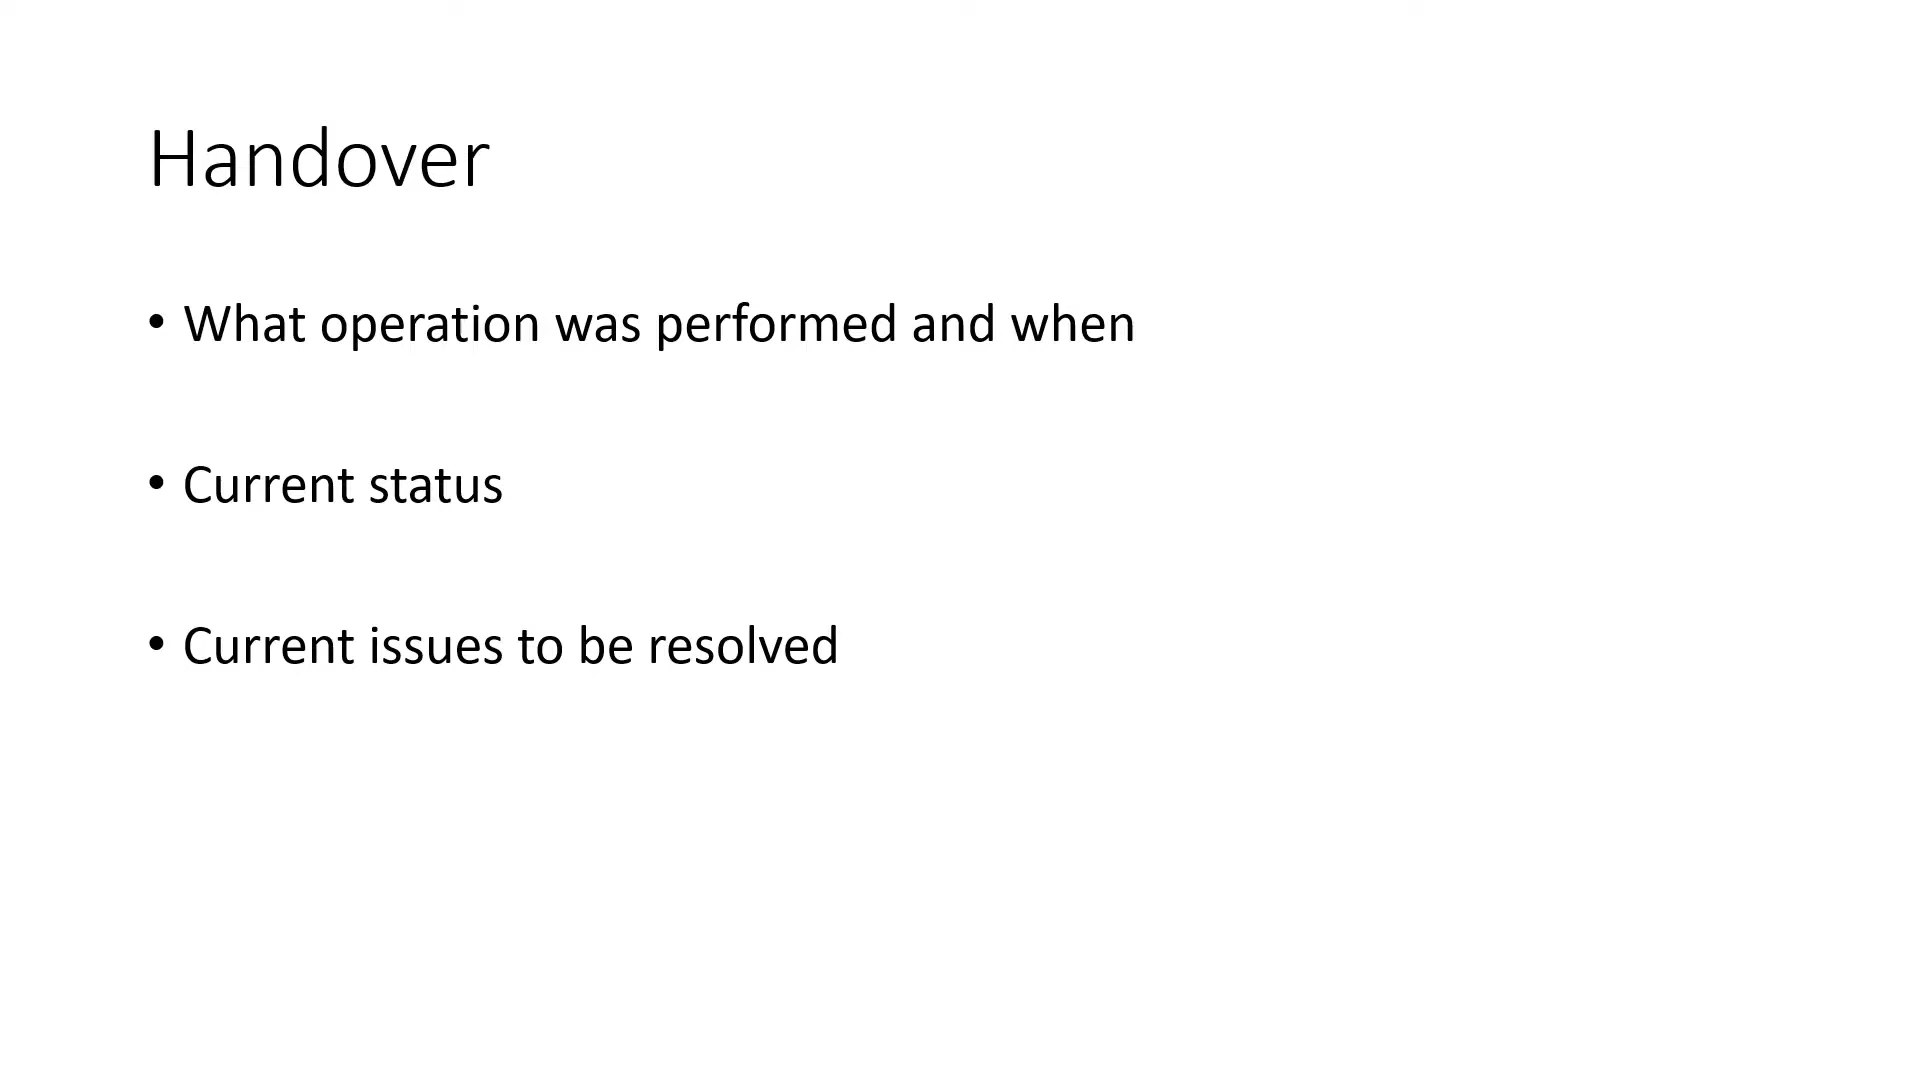 Handover
• What operation was performed and when
• Current status
• Current issues to be resolved